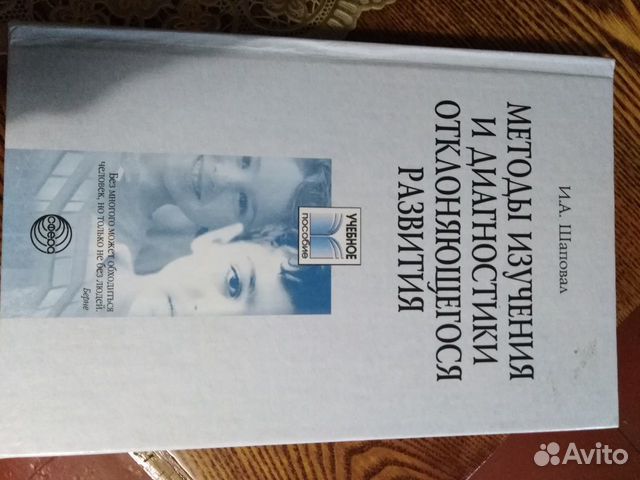 И.А. Шаповал
МЕТОДЫ ИЗУЧЕНИЯ
И ДИАГНОСТИКИ
ОТКЛОНЯЮЩЕГОСЯ
РАЗВИТИЯ
УЧЕБНОЕ
пособие
Без многого может обходиться
человек, но только не без людей.
Берне
СФЕРА
Avito